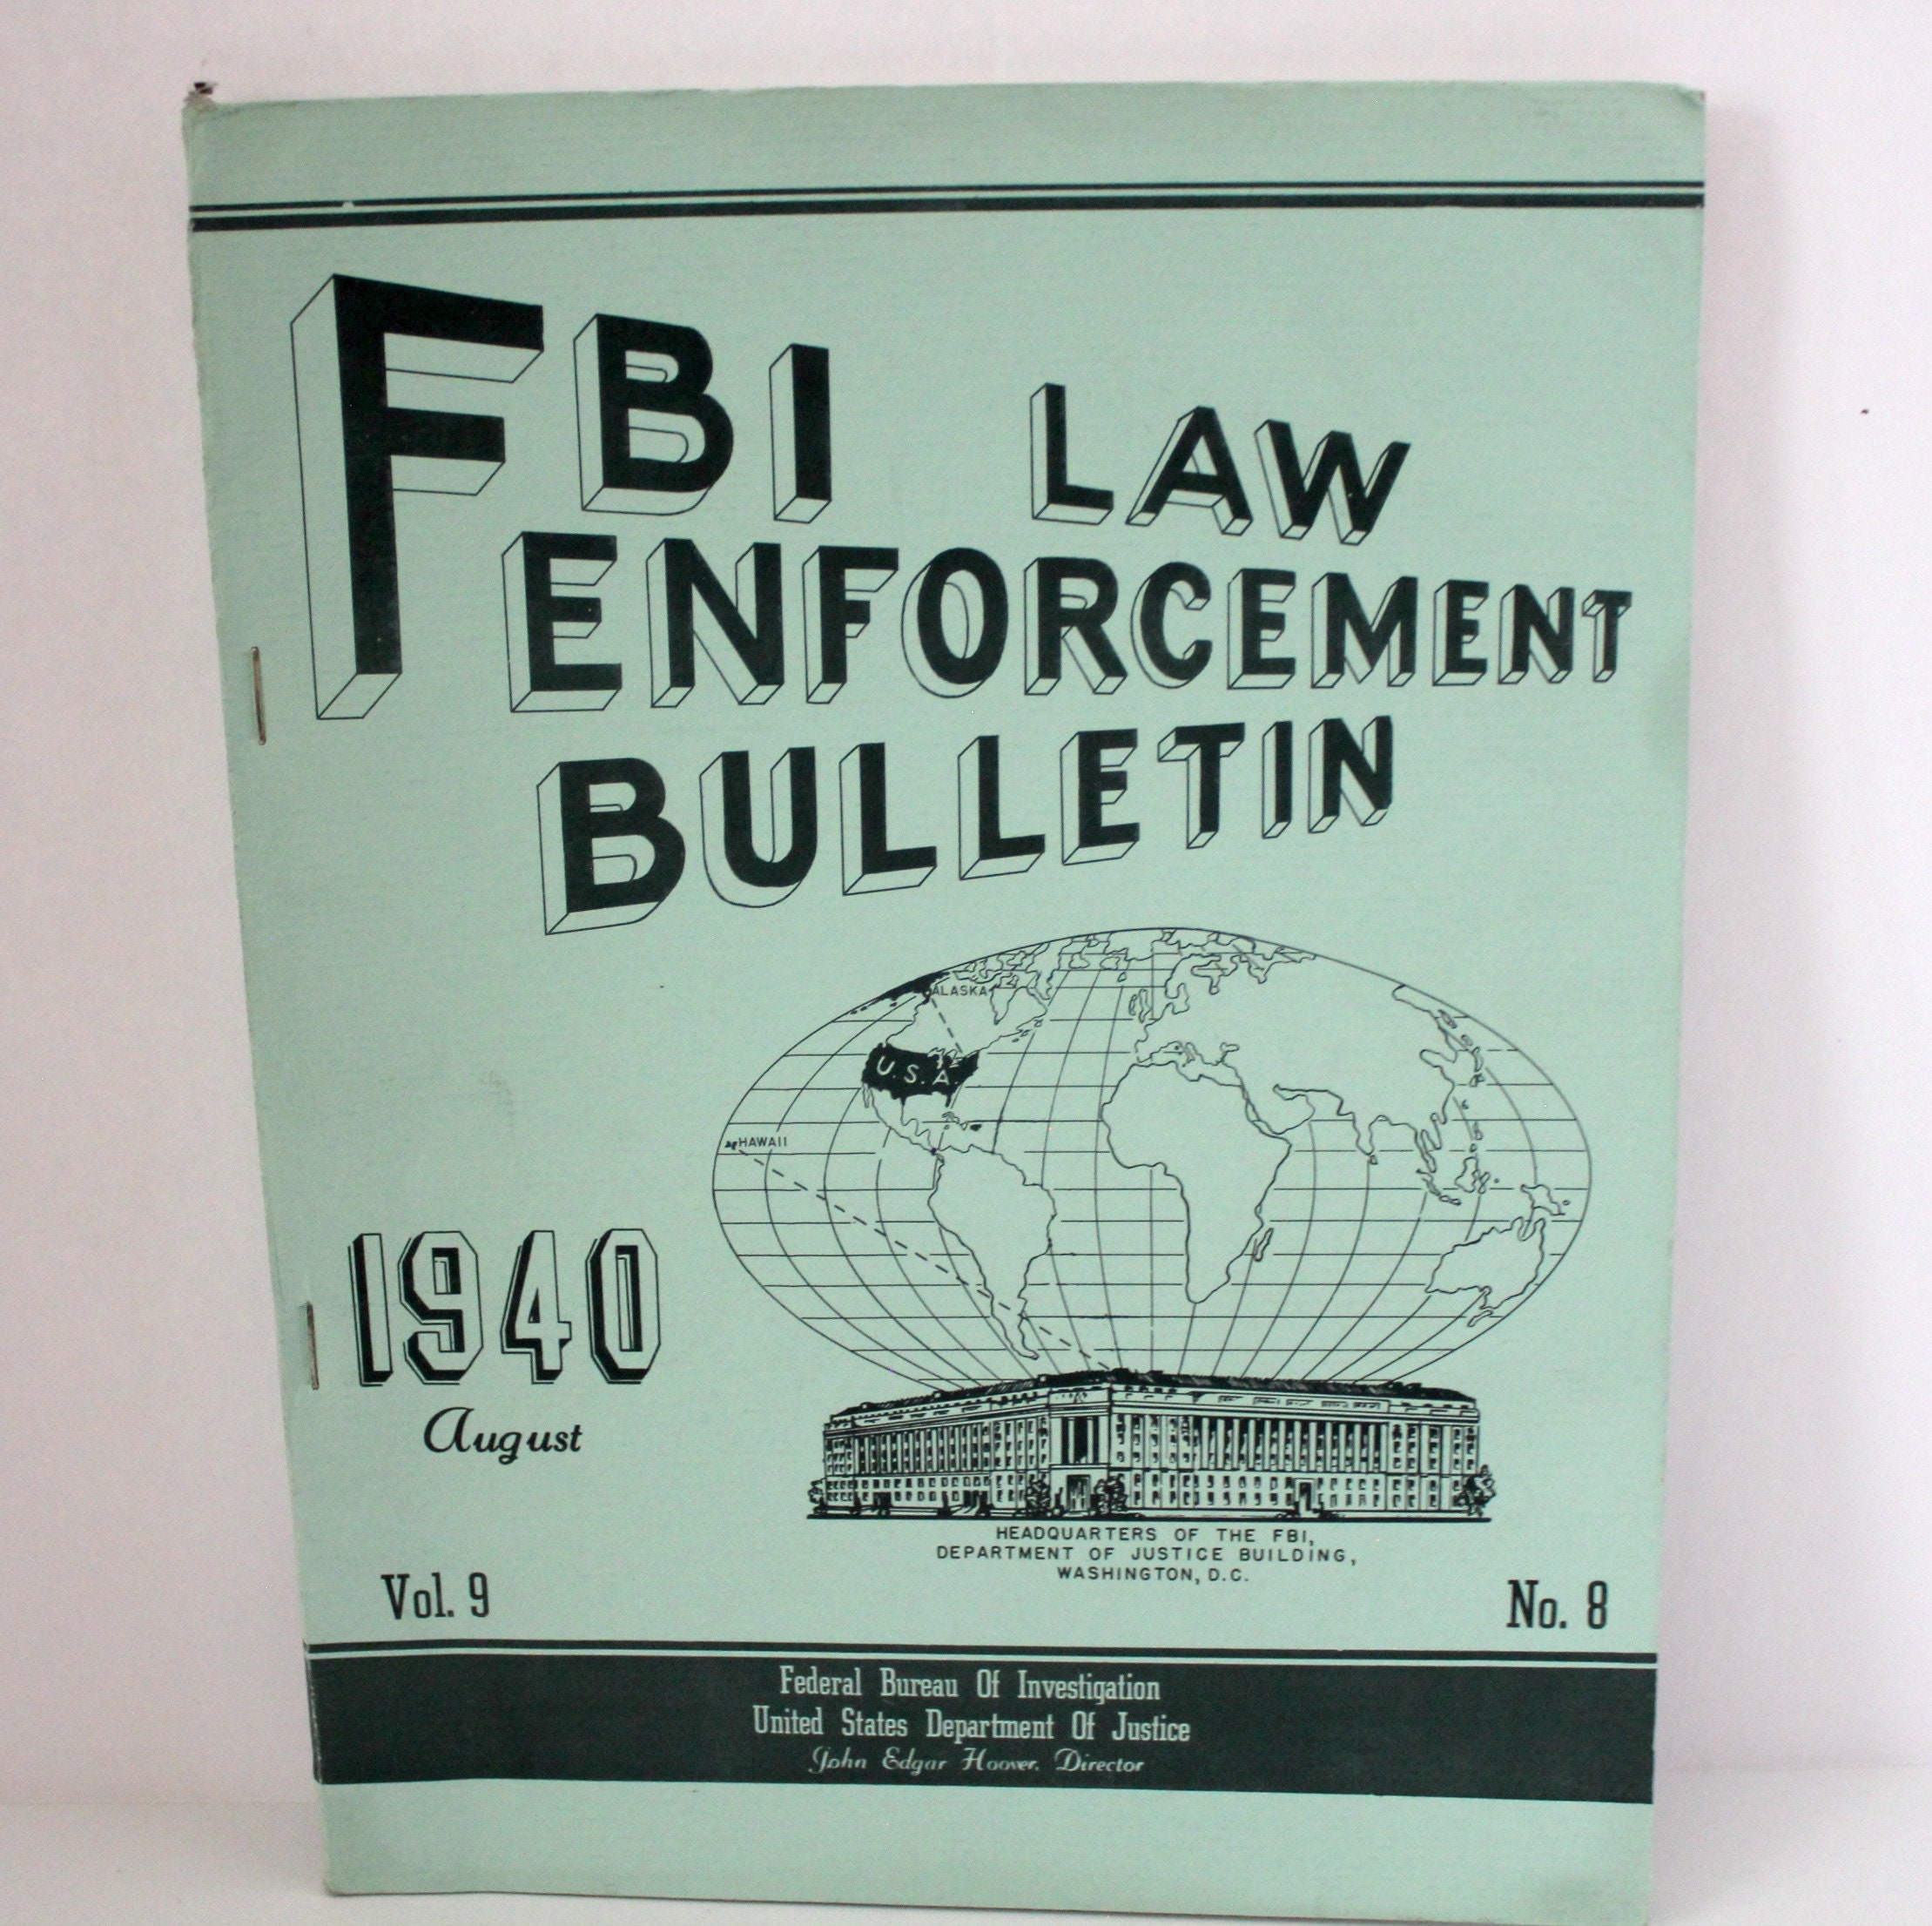 FBI LAW
ENFORCEMENT
BULLETIN
ALASKA
U.S.A.
HAWAII
1940
August
HEADQUARTERS OF THE FBI,
DEPARTMENT OF JUSTICE BUILDING,
WASHINGTON, D.C.
Vol. 9
No. 8
Federal Bureau Of Investigation
United States Department Of Justice
John Edgar Hoover, Director